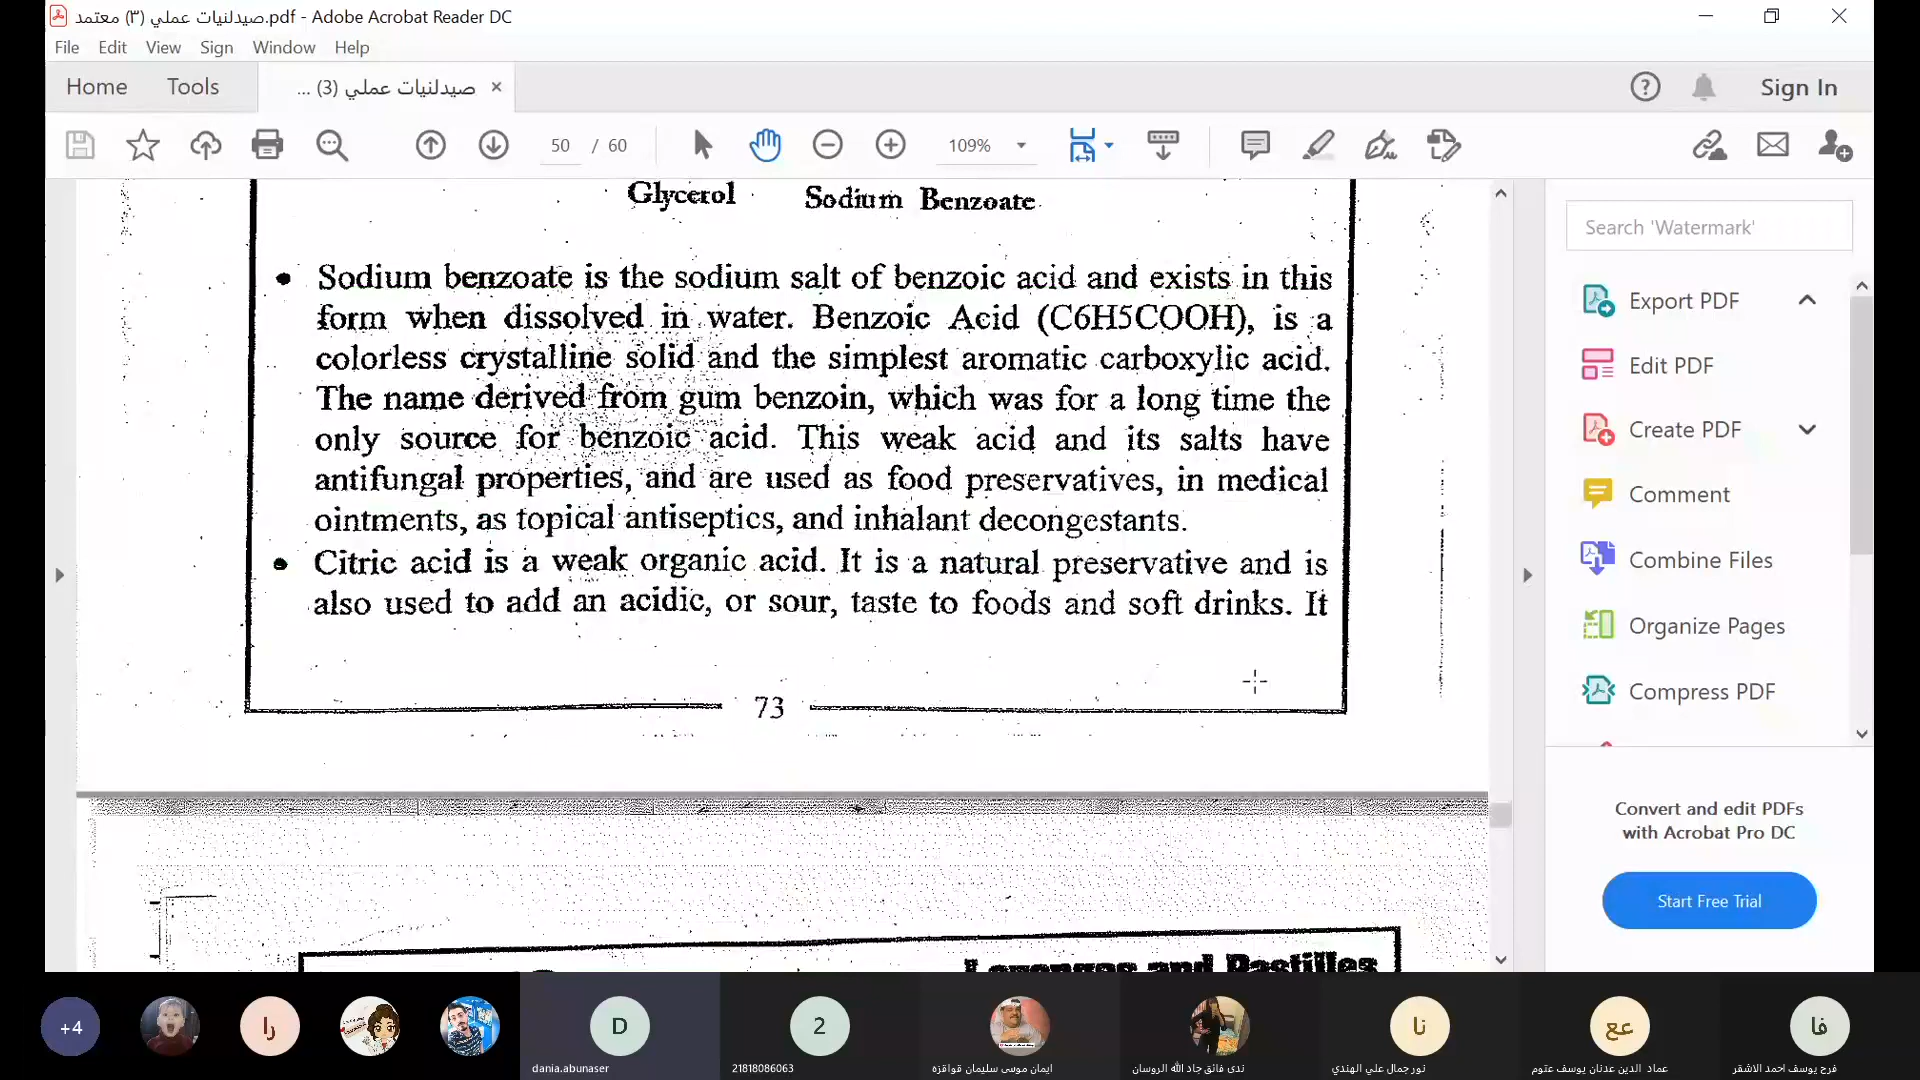 صيدلنيات عملي (٣) معتمد.pdf - Adobe Acrobat Reader DC
File Edit View Sign Window Help
Home Tools صيدلنيات عملي (3) ... × ? Sign In
50 / 60 109%
Glycerol Sodium Benzoate
• Sodium benzoate is the sodium salt of benzoic acid and exists in this
form when dissolved in water. Benzoic Acid (C6H5COOH), is a
colorless crystalline solid and the simplest aromatic carboxylic acid.
The name derived from gum benzoin, which was for a long time the
only source for benzoic acid. This weak acid and its salts have
antifungal properties, and are used as food preservatives, in medical
ointments, as topical antiseptics, and inhalant decongestants.
• Citric acid is a weak organic acid. It is a natural preservative and is
also used to add an acidic, or sour, taste to foods and soft drinks. It
73
Lozenges and Pastilles
Search 'Watermark'
Export PDF
Edit PDF
Create PDF
Comment
Combine Files
Organize Pages
Compress PDF
Convert and edit PDFs
with Acrobat Pro DC
Start Free Trial
+4 را D 2 نا عع فا
dania.abunaser 21818086063 ايمان موسى سليمان قواقزه ندى فائق جاد الله الروسان نور جمال علي الهندي عماد الدين عدنان يوسف عتوم فرح يوسف احمد الاشقر